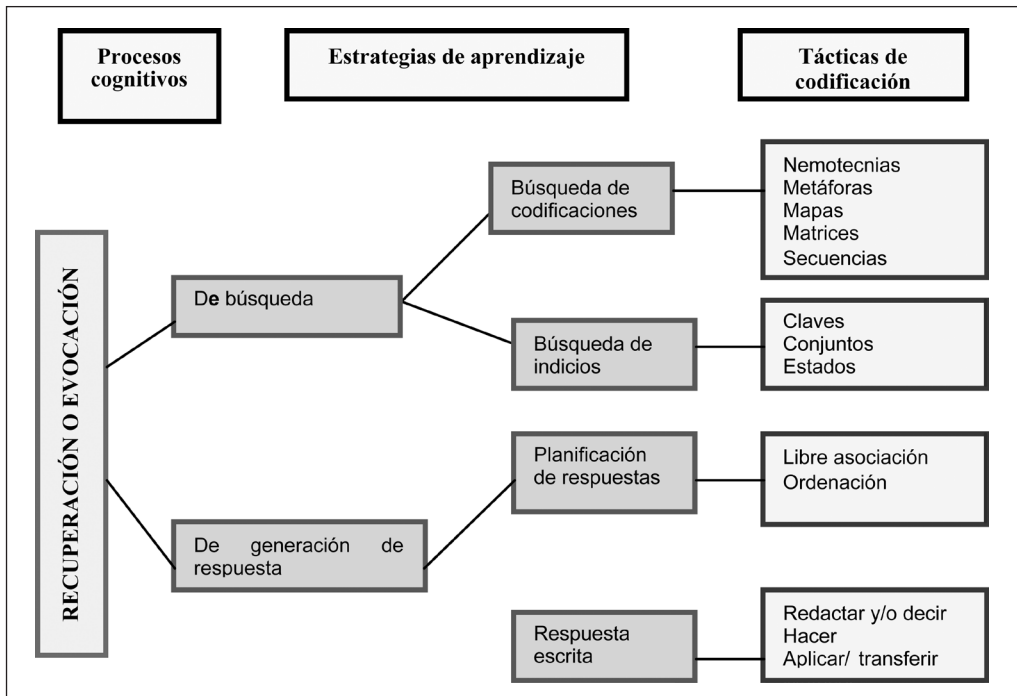 Procesos
cognitivos
Estrategias de aprendizaje
Tácticas de
codificación
RECUPERACIÓN O EVOCACIÓN
De búsqueda
Búsqueda de
codificaciones
Nemotecnias
Metáforas
Mapas
Matrices
Secuencias
Búsqueda de
indicios
Claves
Conjuntos
Estados
De generación de
respuesta
Planificación
de respuestas
Libre asociación
Ordenación
Respuesta
escrita
Redactar y/o decir
Hacer
Aplicar/ transferir